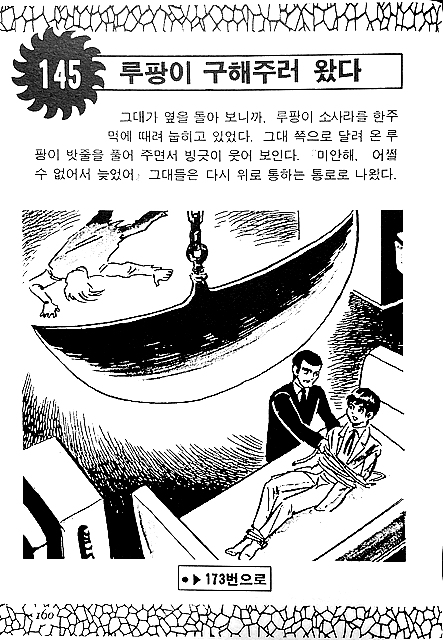 145
루팡이 구해주러 왔다
그대가 옆을 돌아 보니까, 루팡이 소사라를 한주
먹에 때려 눕히고 있었다. 그대 쪽으로 달려 온 루
팡이 밧줄을 풀어 주면서 빙긋이 웃어 보인다. 미안해, 어쩔
수 없어서 늦었어. 그대들은 다시 위로 통하는 통로로 나왔다.
•▶173번으로
160